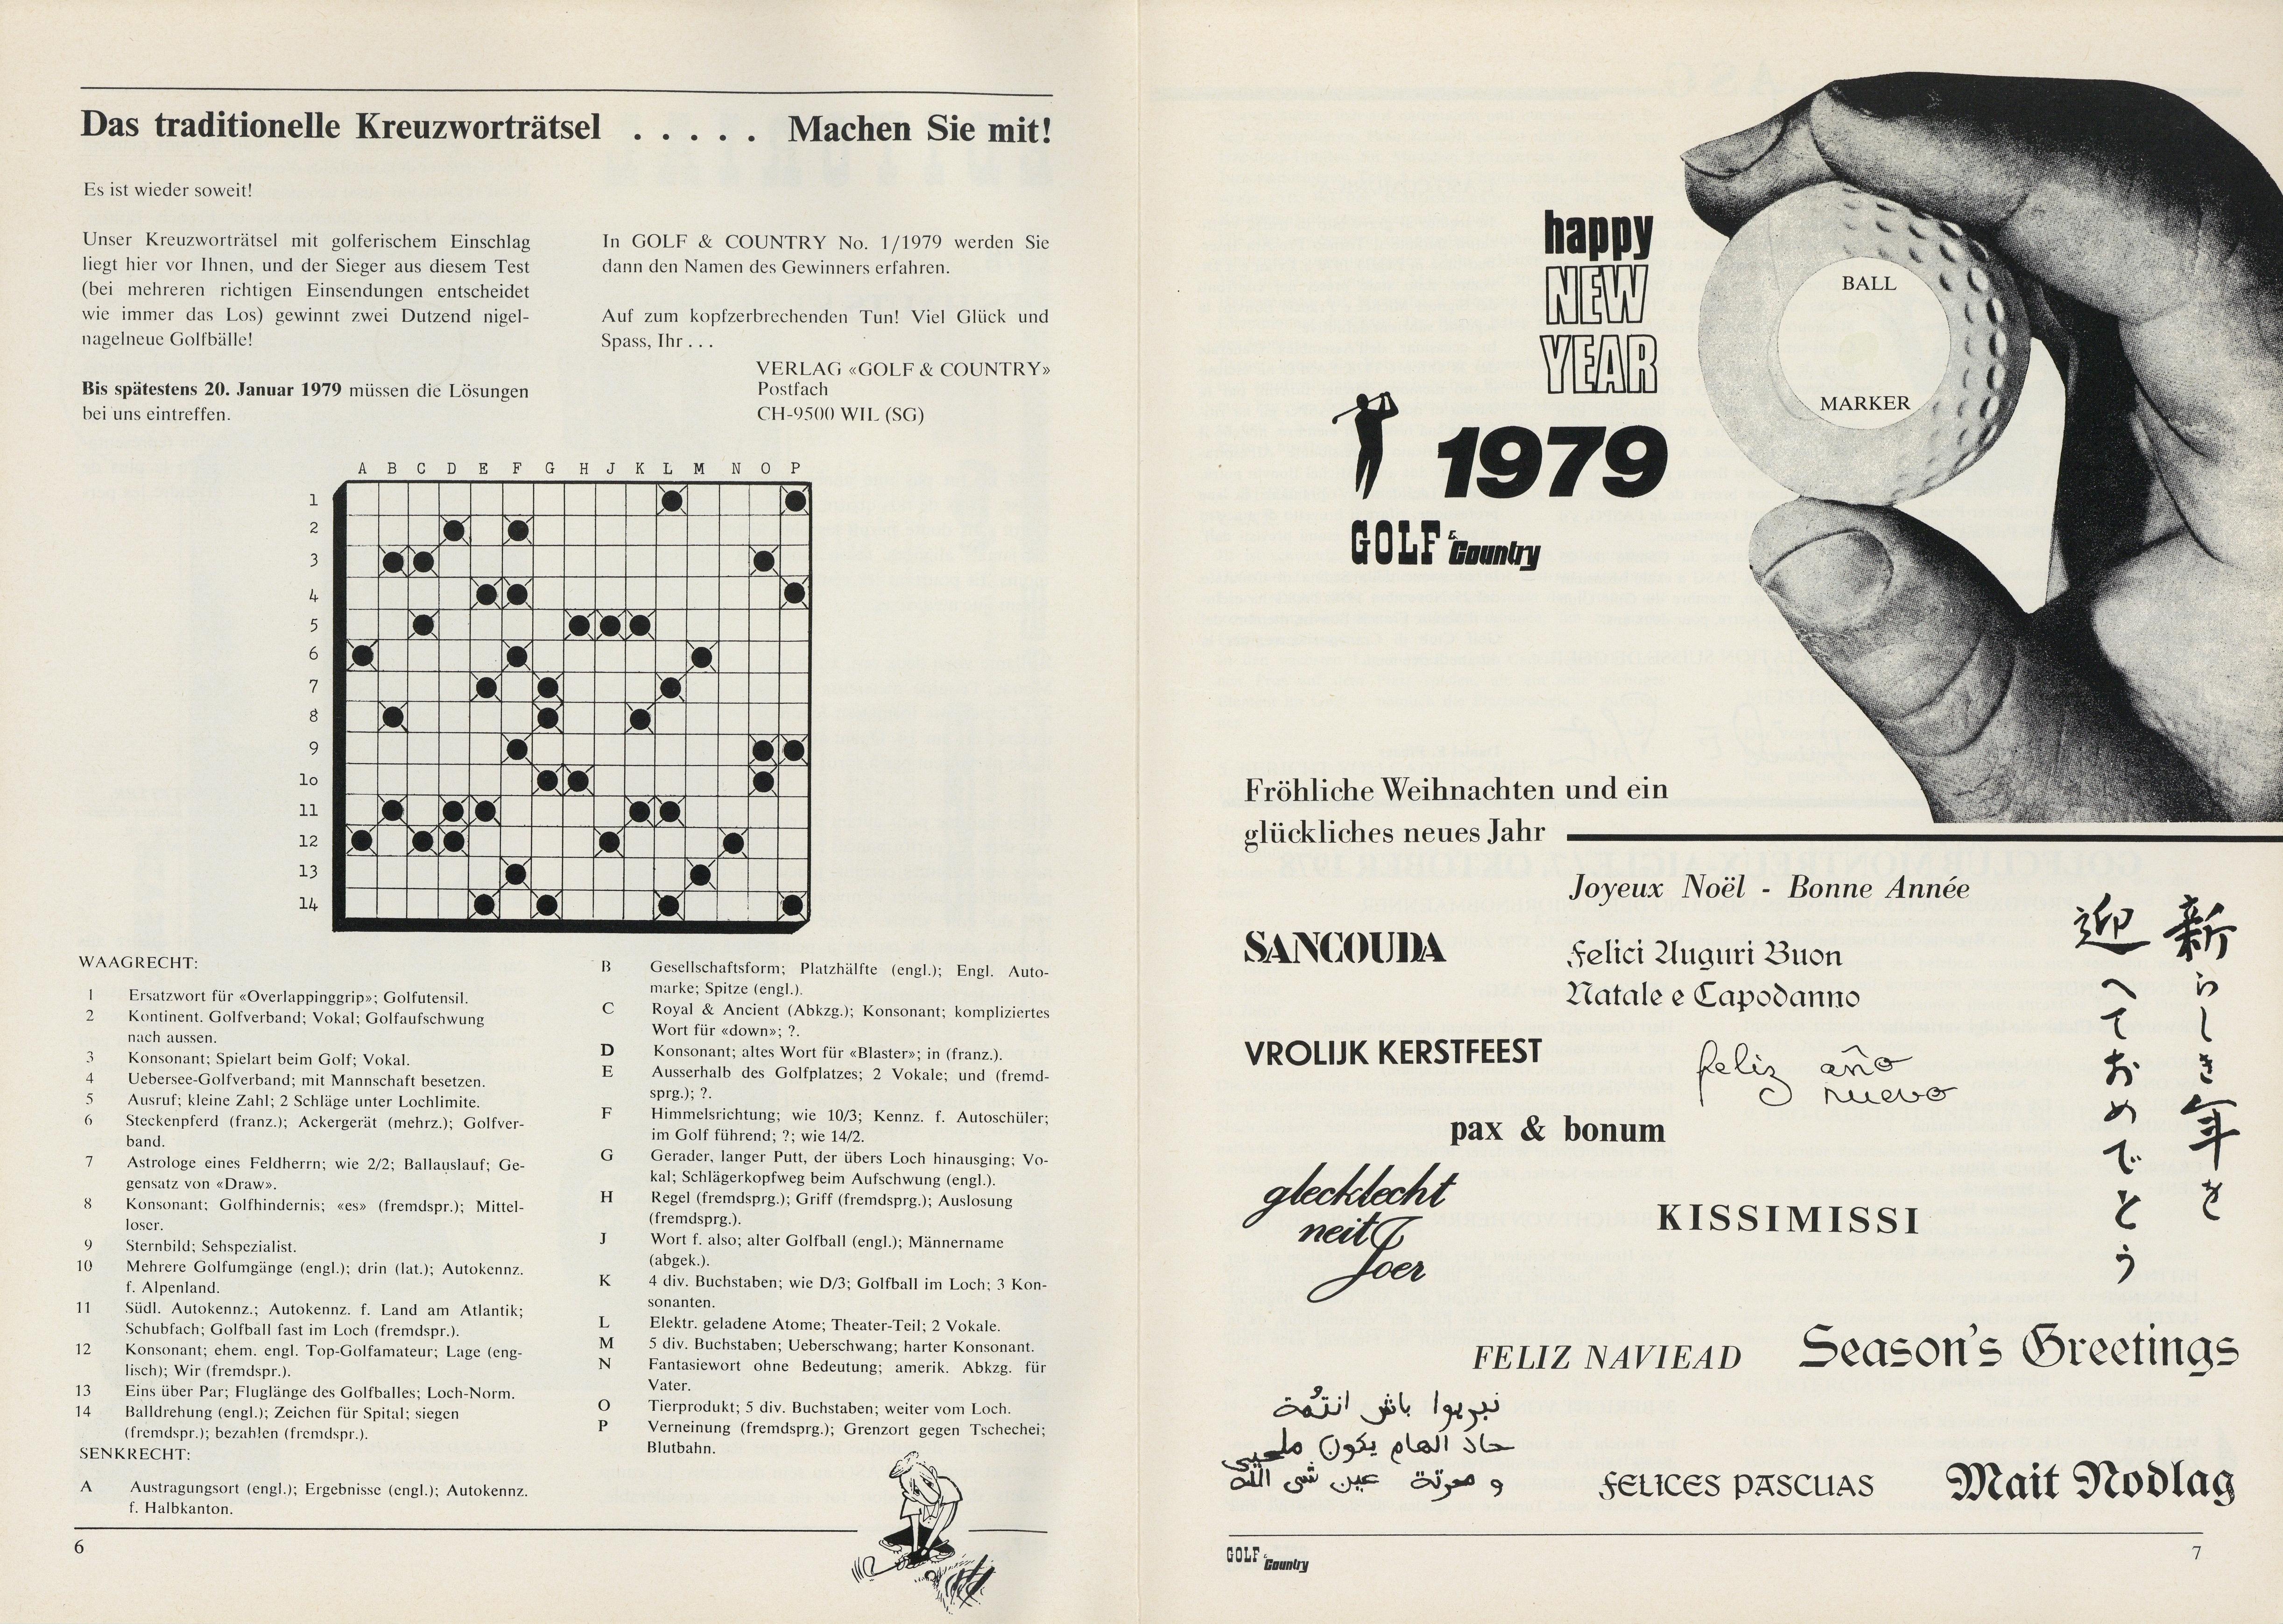 Das traditionelle Kreuzworträtsel ..... Machen Sie mit!
Es ist wieder soweit!
Unser Kreuzworträtsel mit golferischem Einschlag
liegt hier vor Ihnen, und der Sieger aus diesem Test
(bei mehreren richtigen Einsendungen entscheidet
wie immer das Los) gewinnt zwei Dutzend nigel-
nagelneue Golfbälle!
Bis spätestens 20. Januar 1979 müssen die Lösungen
bei uns eintreffen.
In GOLF & COUNTRY No. 1/1979 werden Sie
dann den Namen des Gewinners erfahren.
Auf zum kopfzerbrechenden Tun! Viel Glück und
Spass, Ihr ...
VERLAG «GOLF & COUNTRY»
Postfach
CH-9500 WIL (SG)
A B C D E F G H J K L M N O P
1
2
3
4
5
6
7
8
9
10
11
12
13
14
WAAGRECHT:
1 Ersatzwort für «Overlappinggrip»; Golfutensil.
2 Kontinent. Golfverband; Vokal; Golfaufschwung
nach aussen.
3 Konsonant; Spielart beim Golf; Vokal.
4 Uebersee-Golfverband; mit Mannschaft besetzen.
5 Ausruf; kleine Zahl; 2 Schläge unter Lochlimite.
6 Steckenpferd (franz.); Ackergerät (mehrz.); Golfver-
band.
7 Astrologe eines Feldherrn; wie 2/2; Ballauslauf; Ge-
gensatz von «Draw».
8 Konsonant; Golfhindernis; «es» (fremdspr.); Mittel-
loser.
9 Sternbild; Sehspezialist.
10 Mehrere Golfumgänge (engl.); drin (lat.); Autokennz.
f. Alpenland.
11 Südl. Autokennz.; Autokennz. f. Land am Atlantik;
Schubfach; Golfball fast im Loch (fremdspr.).
12 Konsonant; ehem. engl. Top-Golfamateur; Lage (eng-
lisch); Wir (fremdspr.).
13 Eins über Par; Fluglänge des Golfballes; Loch-Norm.
14 Balldrehung (engl.); Zeichen für Spital; siegen
(fremdspr.); bezahlen (fremdspr.).
SENKRECHT:
A Austragungsort (engl.); Ergebnisse (engl.); Autokennz.
f. Halbkanton.
B Gesellschaftsform; Platzhälfte (engl.); Engl. Auto-
marke; Spitze (engl.).
C Royal & Ancient (Abkzg.); Konsonant; kompliziertes
Wort für «down»; ?.
D Konsonant; altes Wort für «Blaster»; in (franz.).
E Ausserhalb des Golfplatzes; 2 Vokale; und (fremd-
sprg.); ?.
F Himmelsrichtung; wie 10/3; Kennz. f. Autoschüler;
im Golf führend; ?; wie 14/2.
G Gerader, langer Putt, der übers Loch hinausging; Vo-
kal; Schlägerkopfweg beim Aufschwung (engl.).
H Regel (fremdsprg.); Griff (fremdsprg.); Auslosung
(fremdsprg.).
J Wort f. also; alter Golfball (engl.); Männername
(abgek.).
K 4 div. Buchstaben; wie D/3; Golfball im Loch; 3 Kon-
sonanten.
L Elektr. geladene Atome; Theater-Teil; 2 Vokale.
M 5 div. Buchstaben; Ueberschwang; harter Konsonant.
N Fantasiewort ohne Bedeutung; amerik. Abkzg. für
Vater.
O Tierprodukt; 5 div. Buchstaben; weiter vom Loch.
P Verneinung (fremdsprg.); Grenzort gegen Tschechei;
Blutbahn.
6
happy
NEW
YEAR
1979
GOLF & Country
BALL
MARKER
Fröhliche Weihnachten und ein
glückliches neues Jahr
Joyeux Noël - Bonne Année
SANCOUDA
Felici Auguri Buon
Natale e Capodanno
新らしき年を
迎へておめでとう
VROLIJK KERSTFEEST
feliz año
nuevo
pax & bonum
glecklecht
neit Joer
KISSIMISSI
FELIZ NAVIEAD
Season's Greetings
FELICES PASCUAS
Mait Nodlag
GOLF & Country
7